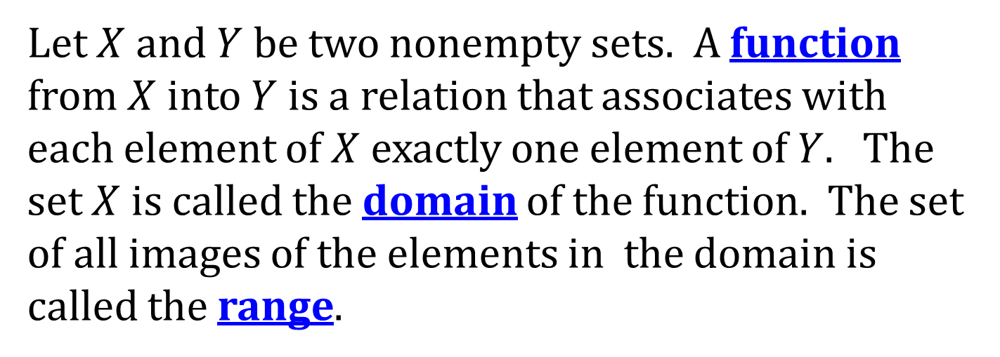 Let X and Y be two nonempty sets. A function
from X into Y is a relation that associates with
each element of X exactly one element of Y. The
set X is called the domain of the function. The set
of all images of the elements in the domain is
called the range.